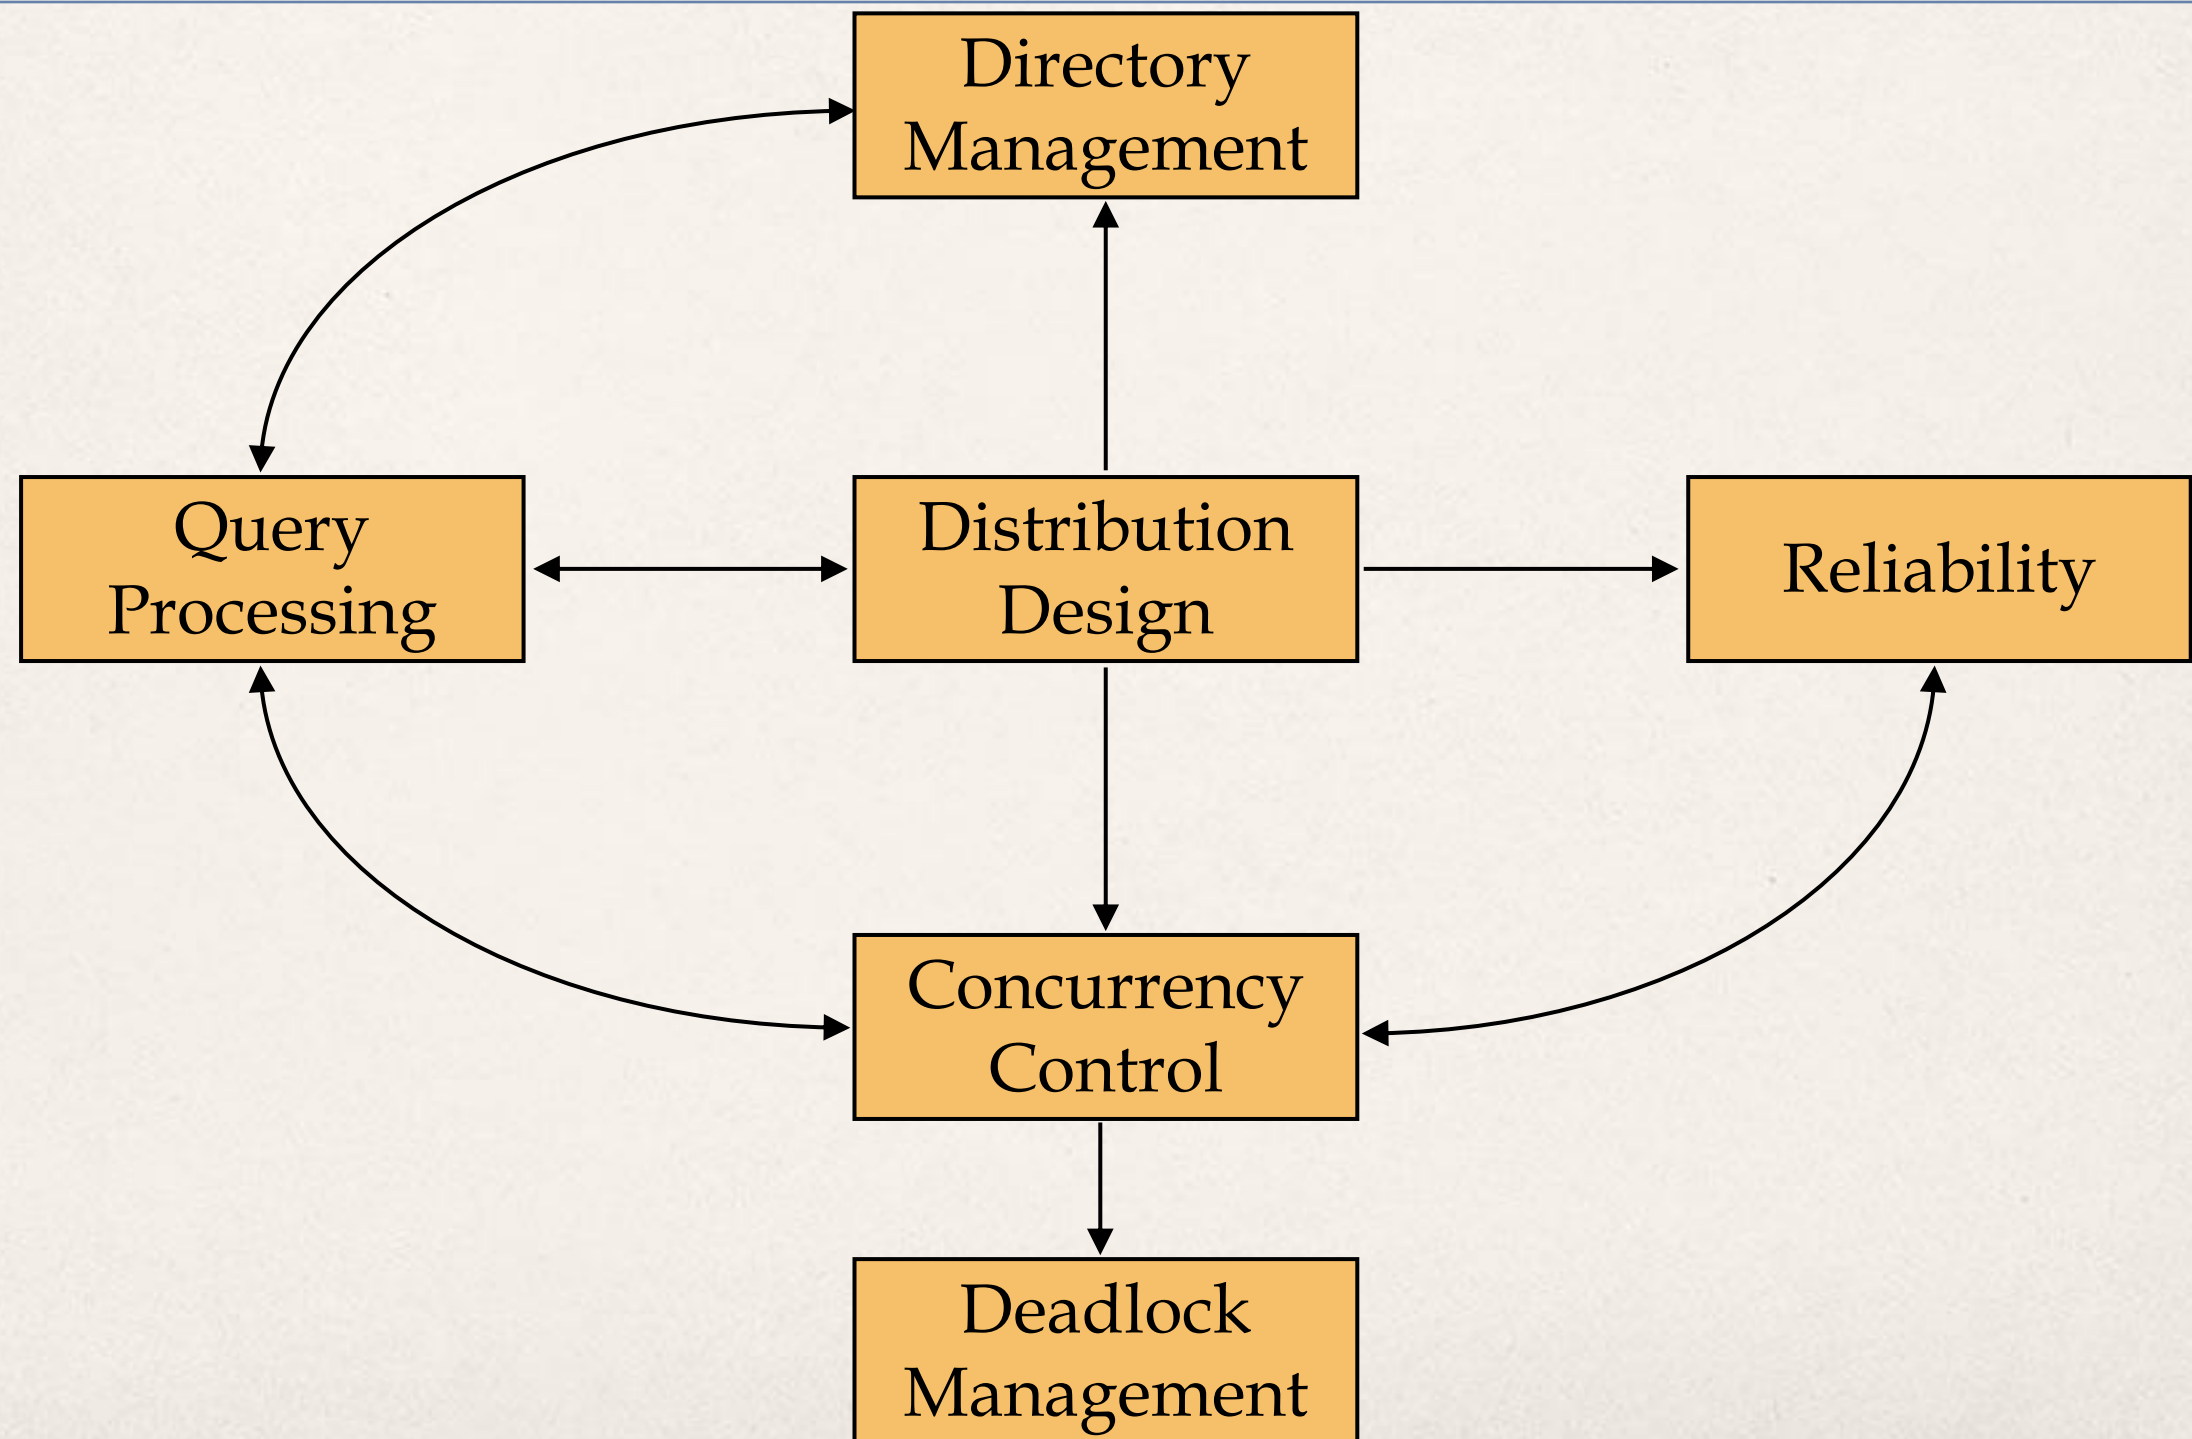 Directory
Management
Query
Processing
Distribution
Design
Reliability
Concurrency
Control
Deadlock
Management